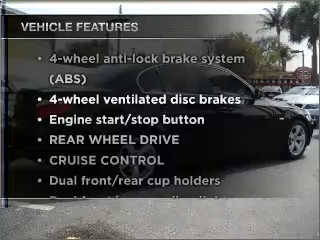 VEHICLE FEATURES
• 4-wheel anti-lock brake system
(ABS)
• 4-wheel ventilated disc brakes
• Engine start/stop button
• REAR WHEEL DRIVE
• CRUISE CONTROL
• Dual front/rear cup holders